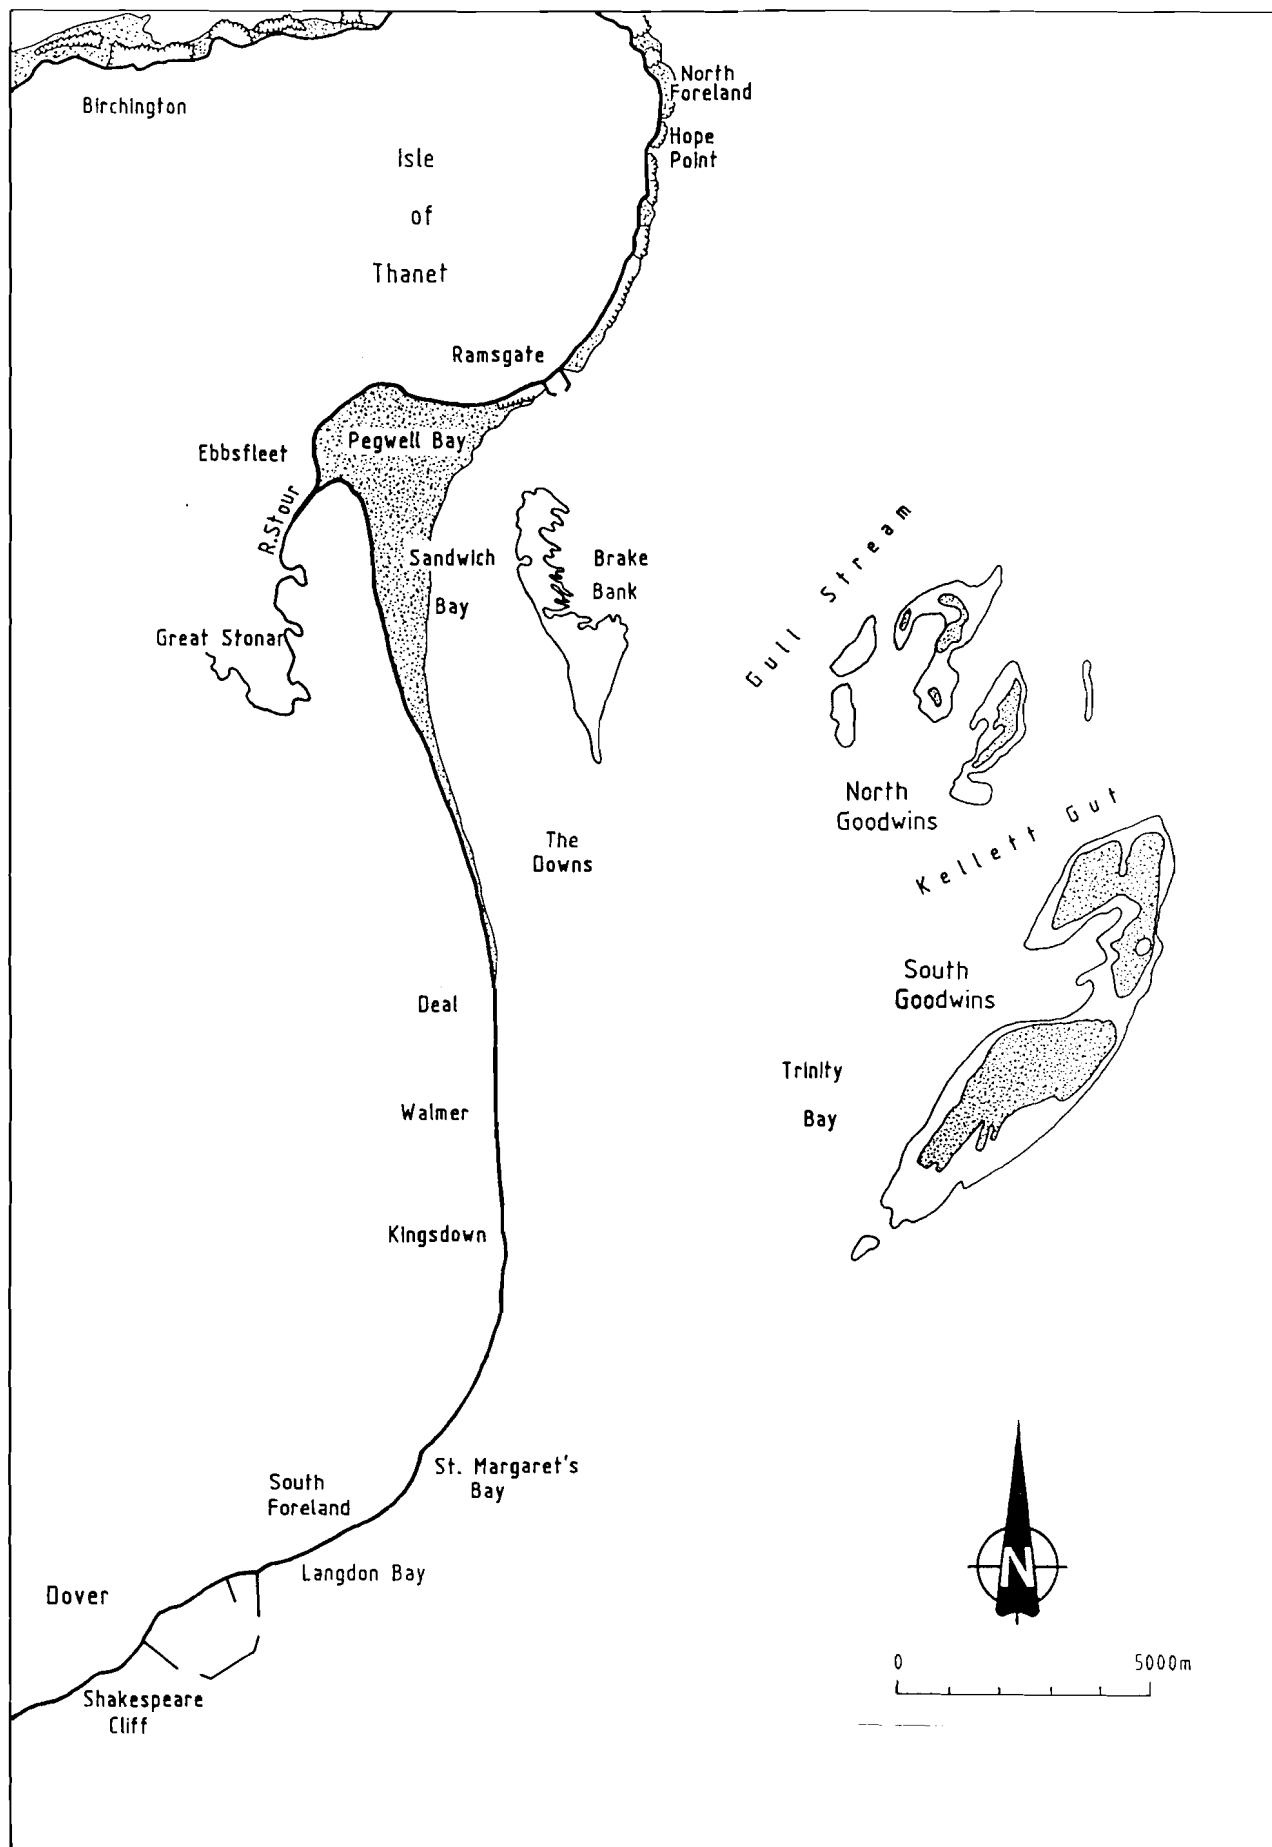 North
Foreland
Birchington
Hope
Point
Isle
of
Thanet
Ramsgate
Pegwell Bay
Ebbsfleet
R.Stour
Sandwich
Bay
Brake
Bank
Gull Stream
Great Stonar
North
Goodwins
Kellett Gut
The
Downs
South
Goodwins
Deal
Trinity
Bay
Walmer
Kingsdown
St. Margaret's
Bay
South
Foreland
Langdon Bay
Dover
N
0 5000m
Shakespeare
Cliff